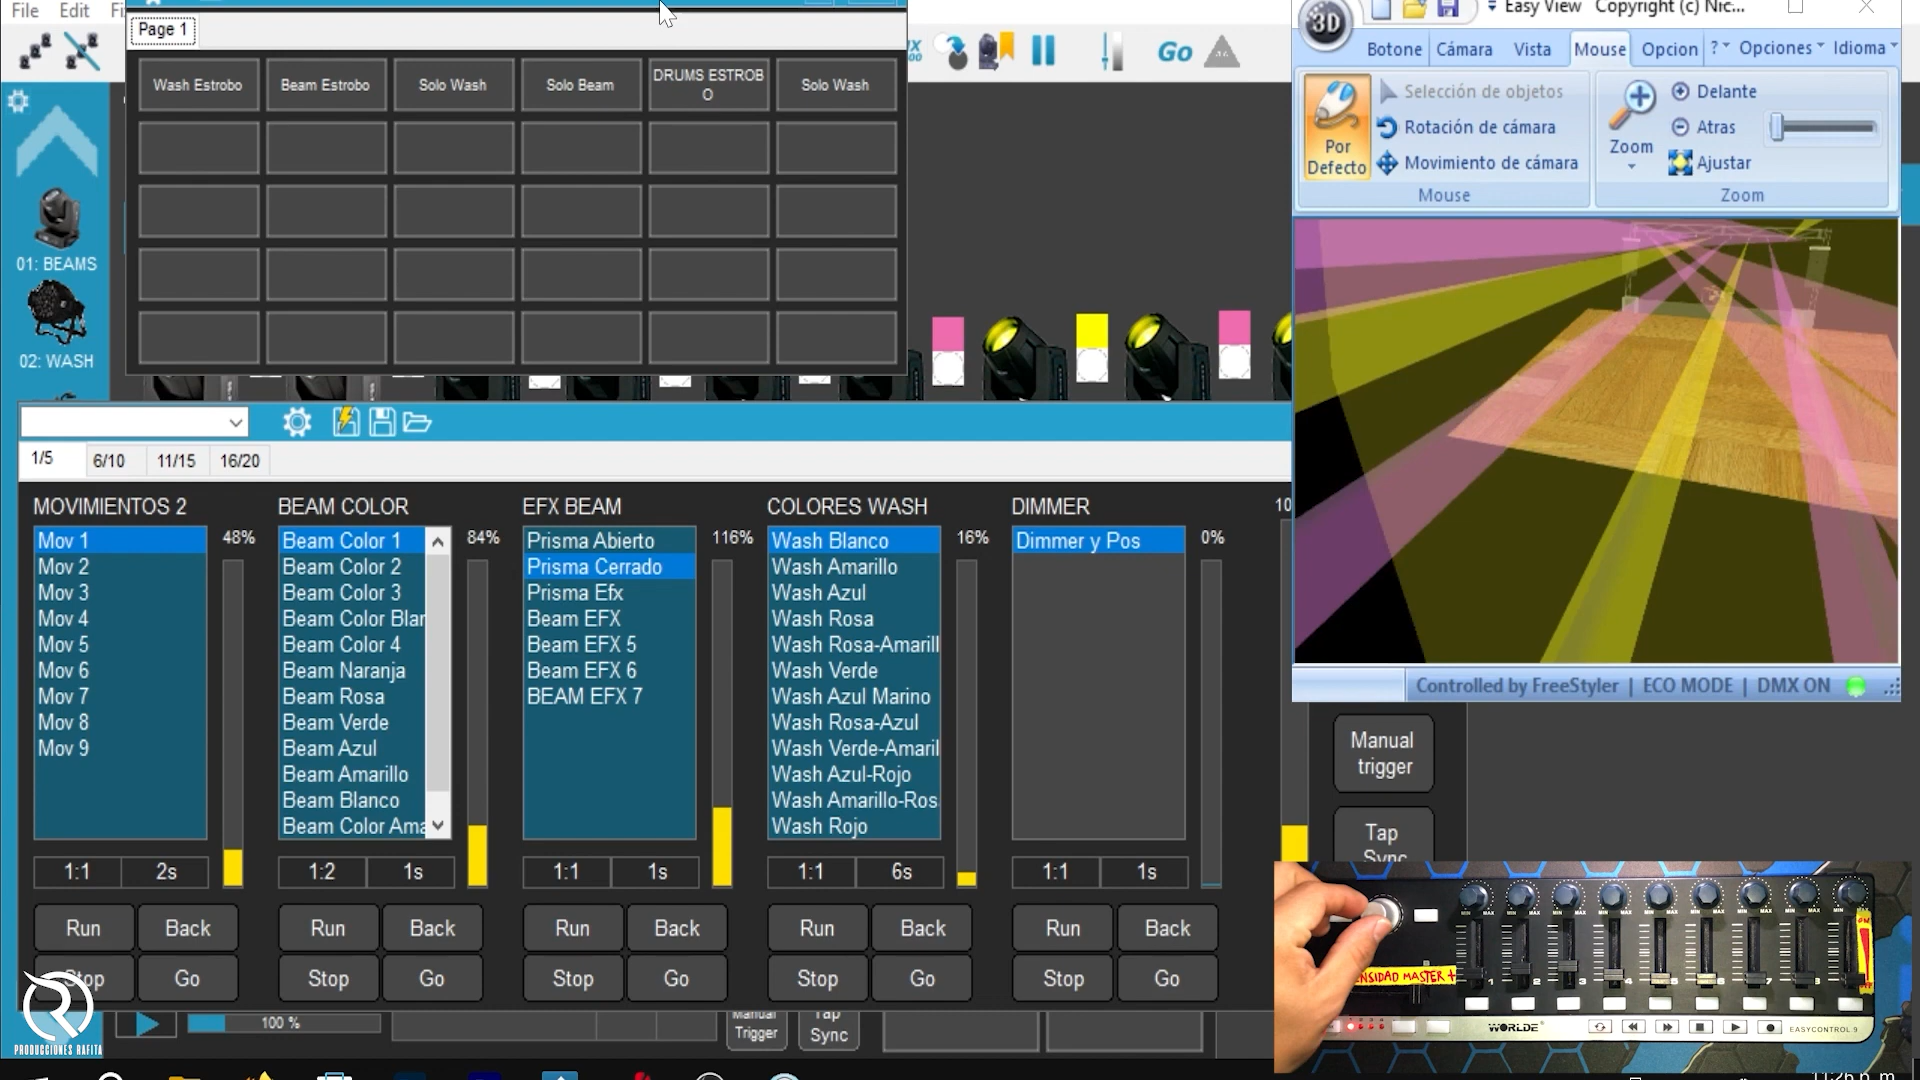 File Edit
Page 1
Wash Estrobo
Beam Estrobo
Solo Wash
Solo Beam
DRUMS ESTROB
O
Solo Wash
Go
Easy View Copyright (c) Nic...
3D
Botone Cámara Vista Mouse Opcion ? Opciones Idioma
Por
Defecto
Selección de objetos
Rotación de cámara
Movimiento de cámara
Mouse
Zoom
Delante
Atras
Ajustar
Zoom
01: BEAMS
02: WASH
Controlled by FreeStyler | ECO MODE | DMX ON
1/5 6/10 11/15 16/20
MOVIMIENTOS 2
Mov 1
Mov 2
Mov 3
Mov 4
Mov 5
Mov 6
Mov 7
Mov 8
Mov 9
48%
1:1 2s
Run Back
Go
BEAM COLOR
Beam Color 1
Beam Color 2
Beam Color 3
Beam Color Blar
Beam Color 4
Beam Naranja
Beam Rosa
Beam Verde
Beam Azul
Beam Amarillo
Beam Blanco
Beam Color Ama
84%
1:2 1s
Run Back
Stop Go
EFX BEAM
Prisma Abierto
Prisma Cerrado
Prisma Efx
Beam EFX
Beam EFX 5
Beam EFX 6
BEAM EFX 7
116%
1:1 1s
Run Back
Stop Go
COLORES WASH
Wash Blanco
Wash Amarillo
Wash Azul
Wash Rosa
Wash Rosa-Amarill
Wash Verde
Wash Azul Marino
Wash Rosa-Azul
Wash Verde-Amaril
Wash Azul-Rojo
Wash Amarillo-Ros
Wash Rojo
16%
1:1 6s
Run Back
Stop Go
DIMMER
Dimmer y Pos
0%
1:1 1s
Run Back
Stop Go
10
Manual
trigger
Tap
Sync
100 %
Manual
Trigger
Tap
Sync
R
PRODUCCIONES RAFITA
ENSIDAD MASTER +
WORLDE
EASYCONTROL.9
11:26 p. m.